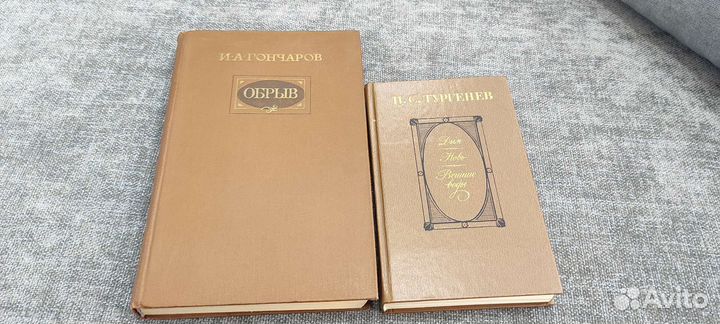 И·А·ГОНЧАРОВ
ОБРЫВ
И. С. ТУРГЕНЕВ
Дым
Новь
Вешние
воды
Avito